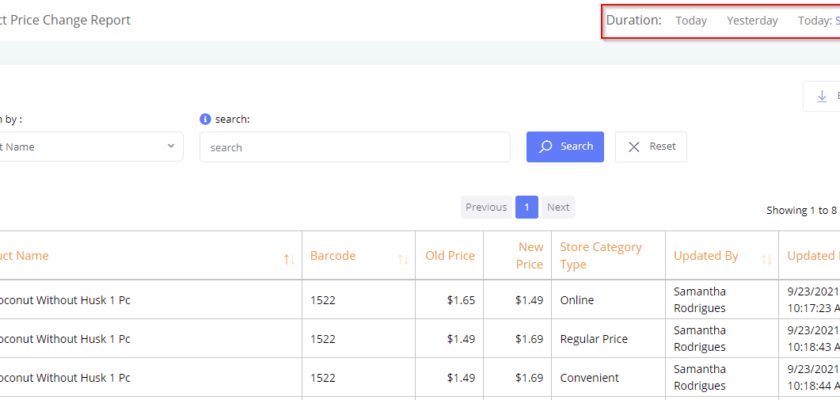 ct Price Change Report
Duration: Today Yesterday Today: S
n by :
search:
t Name
search
Search
Reset
Previous 1 Next
Showing 1 to 8
uct Name Barcode Old Price New Price Store Category Type Updated By Updated
oconut Without Husk 1 Pc 1522 $1.65 $1.49 Online Samantha Rodrigues 9/23/2021 10:17:23 A
oconut Without Husk 1 Pc 1522 $1.49 $1.69 Regular Price Samantha Rodrigues 9/23/2021 10:18:43 A
oconut Without Husk 1 Pc 1522 $1.49 $1.69 Convenient Samantha Rodrigues 9/23/2021 10:18:44 A